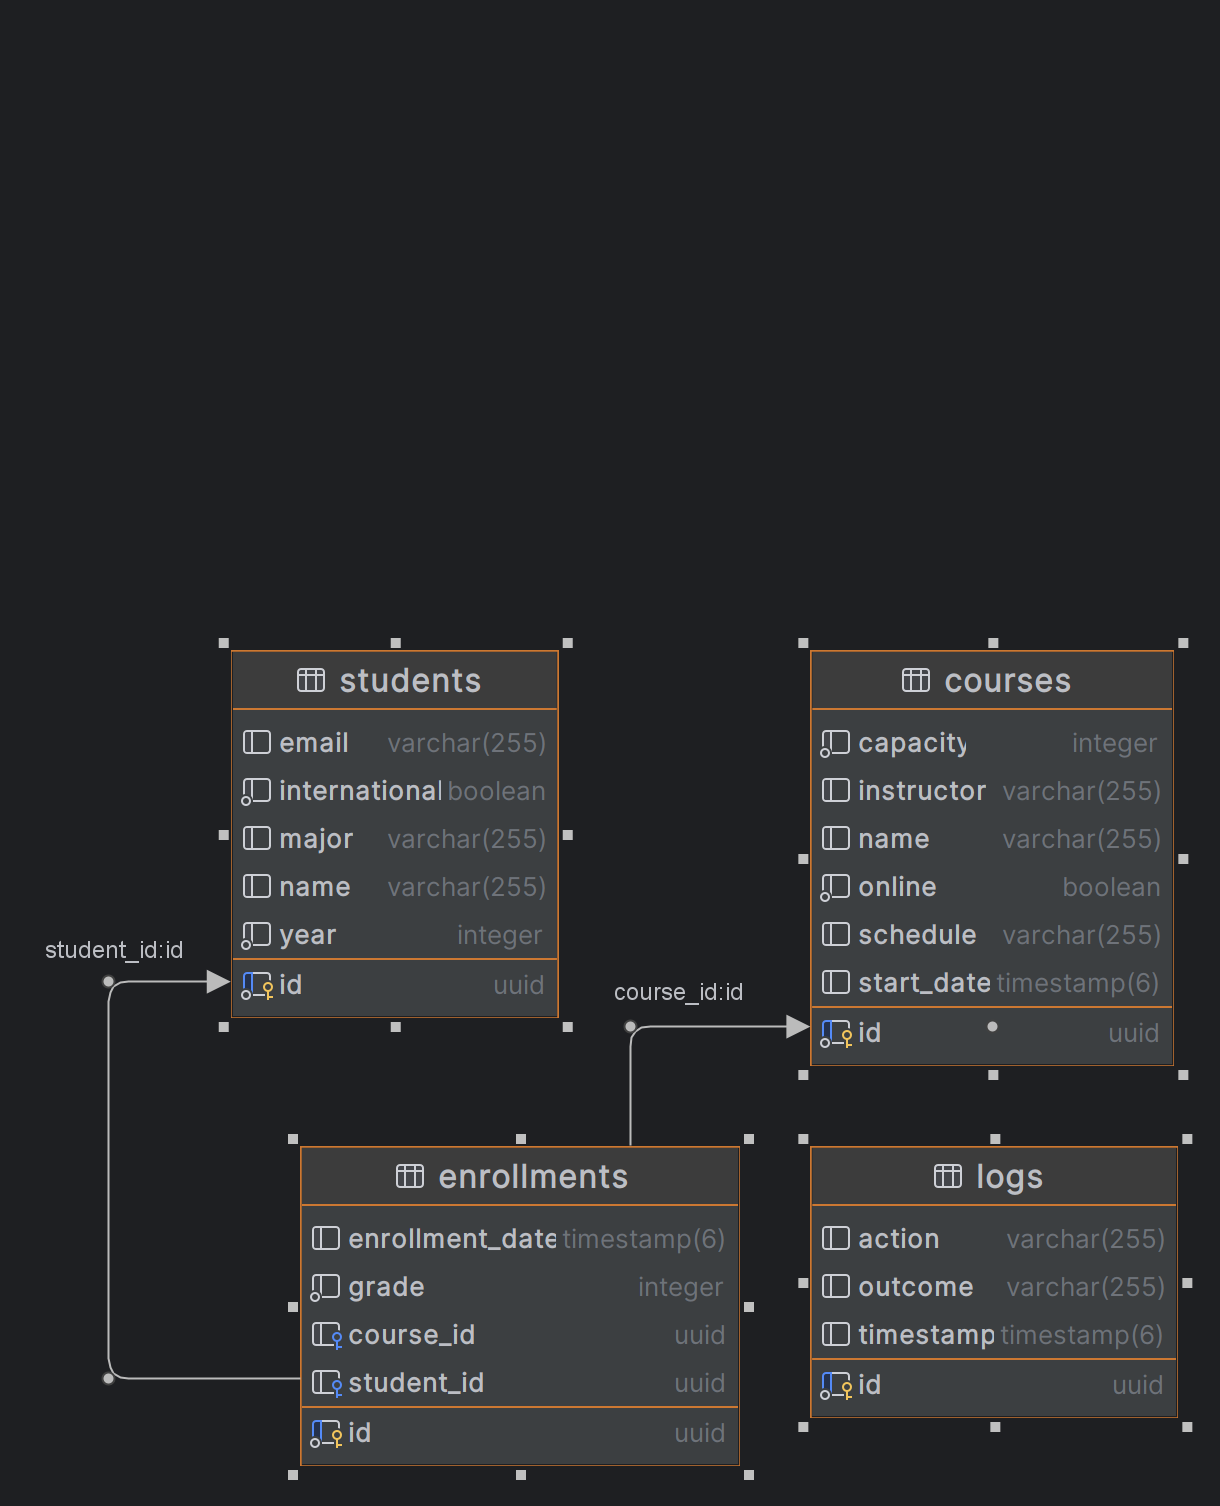 students
email varchar(255)
international boolean
major varchar(255)
name varchar(255)
year integer
id uuid
student_id:id
courses
capacity integer
instructor varchar(255)
name varchar(255)
online boolean
schedule varchar(255)
start_date timestamp(6)
id uuid
course_id:id
enrollments
enrollment_date timestamp(6)
grade integer
course_id uuid
student_id uuid
id uuid
logs
action varchar(255)
outcome varchar(255)
timestamp timestamp(6)
id uuid